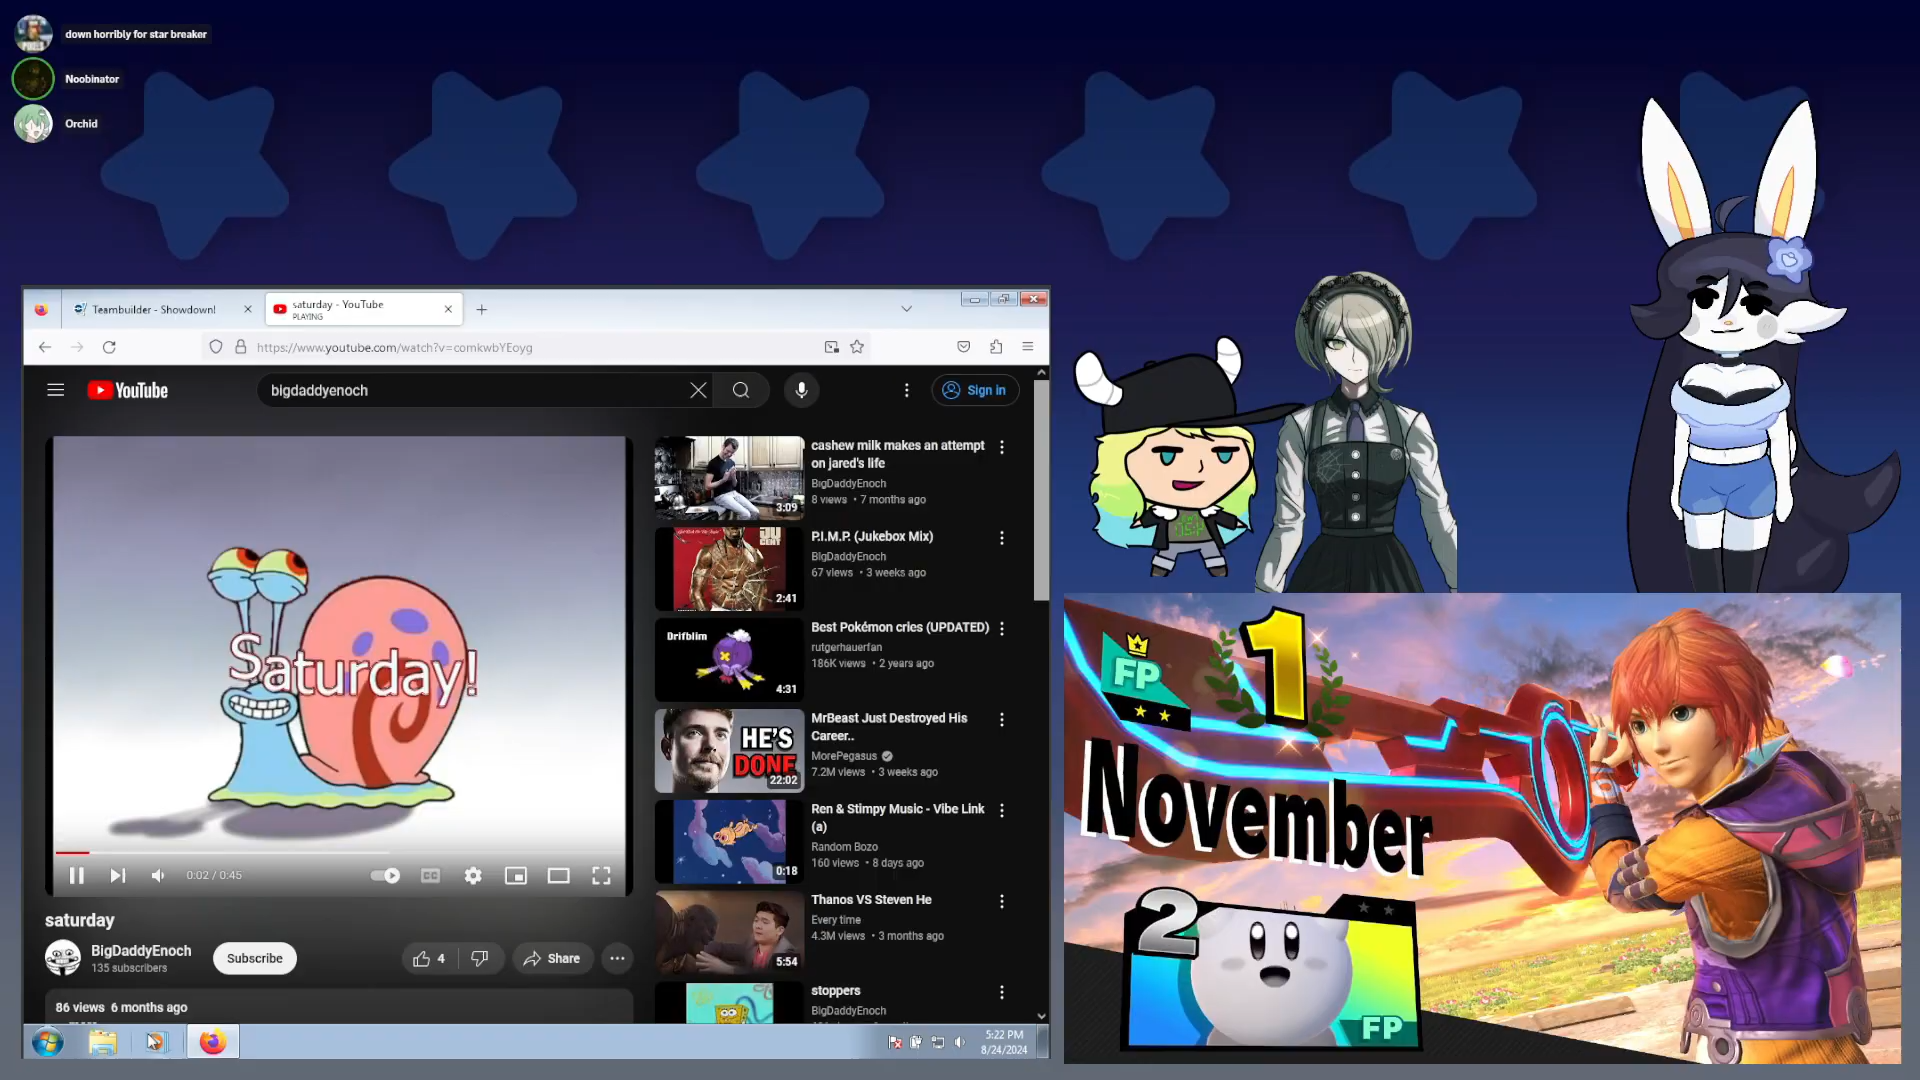 down horribly for star breaker
Noobinator
Orchid
Teambuilder - Showdown!
saturday - YouTube
PLAYING
https://www.youtube.com/watch?v=comkwbYEoyg
YouTube
bigdaddyenoch
Sign in
Saturday!
0:02 / 0:45
CC
saturday
BigDaddyEnoch
135 subscribers
Subscribe
4
Share
86 views 6 months ago
3:09
cashew milk makes an attempt
on jared's life
BigDaddyEnoch
8 views • 7 months ago
50
CENT
2:41
P.I.M.P. (Jukebox Mix)
BigDaddyEnoch
67 views • 3 weeks ago
Drifblim
4:31
Best Pokémon cries (UPDATED)
rutgerhauerfan
186K views • 2 years ago
HE'S
DONE
22:02
MrBeast Just Destroyed His
Career..
MorePegasus
7.2M views • 3 weeks ago
0:18
Ren & Stimpy Music - Vibe Link
(a)
Random Bozo
160 views • 8 days ago
5:54
Thanos VS Steven He
Every time
4.3M views • 3 months ago
stoppers
BigDaddyEnoch
5:22 PM
8/24/2024
FP
1
November
2
FP